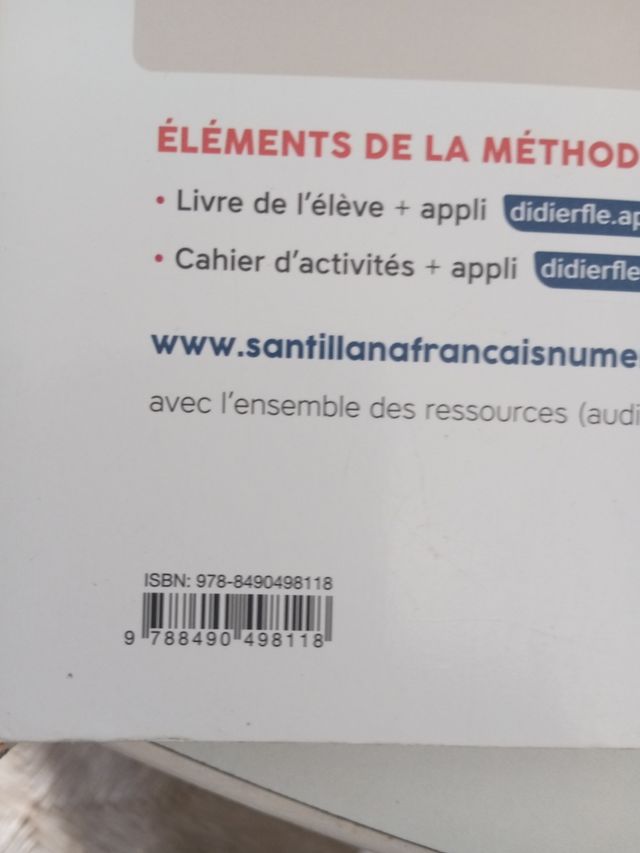 ÉLÉMENTS DE LA MÉTHOD
• Livre de l'élève + appli didierfle.ap
• Cahier d'activités + appli didierfle
www.santillanafrancaisnume
avec l'ensemble des ressources (audi
ISBN: 978-8490498118
9 788490 498118